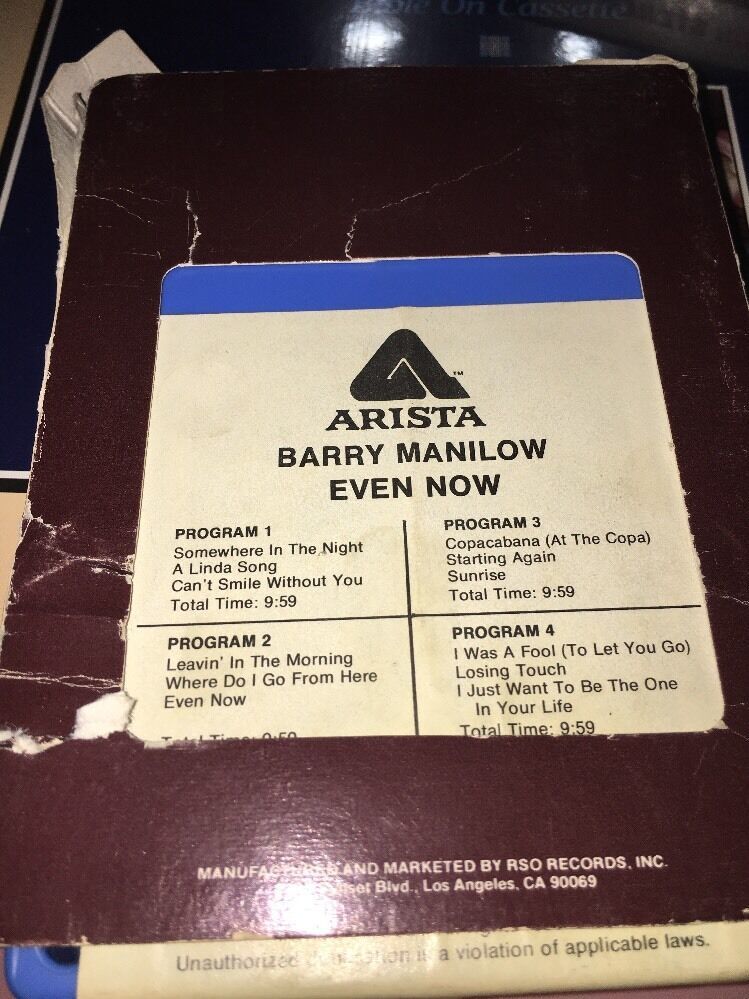 On Cassette
TM
ARISTA
BARRY MANILOW
EVEN NOW
PROGRAM 1
Somewhere In The Night
A Linda Song
Can't Smile Without You
Total Time: 9:59
PROGRAM 2
Leavin' In The Morning
Where Do I Go From Here
Even Now
PROGRAM 3
Copacabana (At The Copa)
Starting Again
Sunrise
Total Time: 9:59
PROGRAM 4
I Was A Fool (To Let You Go)
Losing Touch
I Just Want To Be The One
In Your Life
Total Time: 9:59
AND MARKETED BY RSO RECORDS, INC.
Blvd., Los Angeles, CA 90069
Unauthorized a violation of applicable laws.